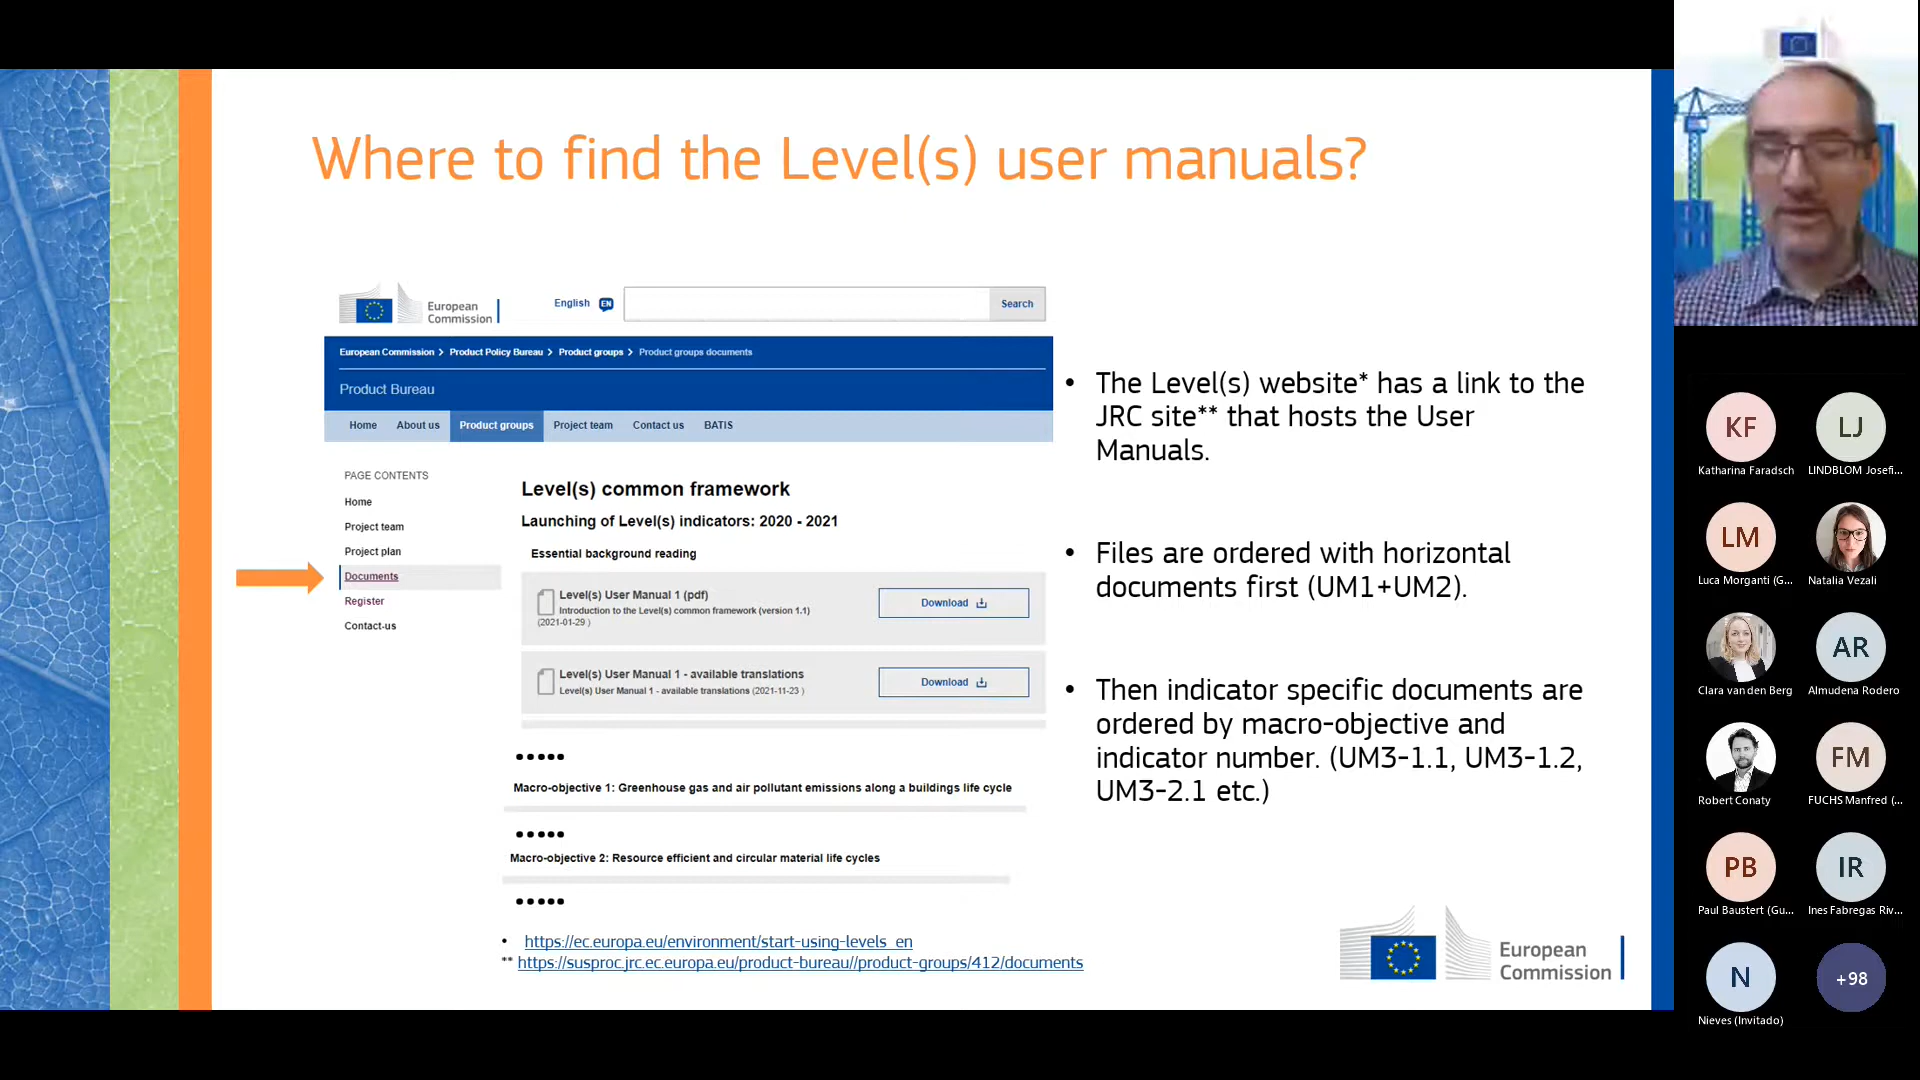 Where to find the Level(s) user manuals?
European
Commission
English EN
Search
European Commission > Product Policy Bureau > Product groups > Product groups documents
Product Bureau
Home About us Product groups Project team Contact us BATIS
PAGE CONTENTS
Home
Project team
Project plan
Documents
Register
Contact-us
Level(s) common framework
Launching of Level(s) indicators: 2020 - 2021
Essential background reading
Level(s) User Manual 1 (pdf)
Introduction to the Level(s) common framework (version 1.1)
(2021-01-29 )
Download
Level(s) User Manual 1 - available translations
Level(s) User Manual 1 - available translations (2021-11-23 )
Download
•••••
Macro-objective 1: Greenhouse gas and air pollutant emissions along a buildings life cycle
•••••
Macro-objective 2: Resource efficient and circular material life cycles
•••••
• https://ec.europa.eu/environment/start-using-levels_en
** https://susproc.jrc.ec.europa.eu/product-bureau//product-groups/412/documents
• The Level(s) website* has a link to the
JRC site** that hosts the User
Manuals.
• Files are ordered with horizontal
documents first (UM1+UM2).
• Then indicator specific documents are
ordered by macro-objective and
indicator number. (UM3-1.1, UM3-1.2,
UM3-2.1 etc.)
European
Commission
KF
Katharina Faradsch
LJ
LINDBLOM Josefi...
LM
Luca Morganti (G...
Natalia Vezali
Clara van den Berg
AR
Almudena Rodero
Robert Conaty
FM
FUCHS Manfred (...
PB
Paul Baustert (Gu...
IR
Ines Fabregas Riv...
N
Nieves (Invitado)
+98